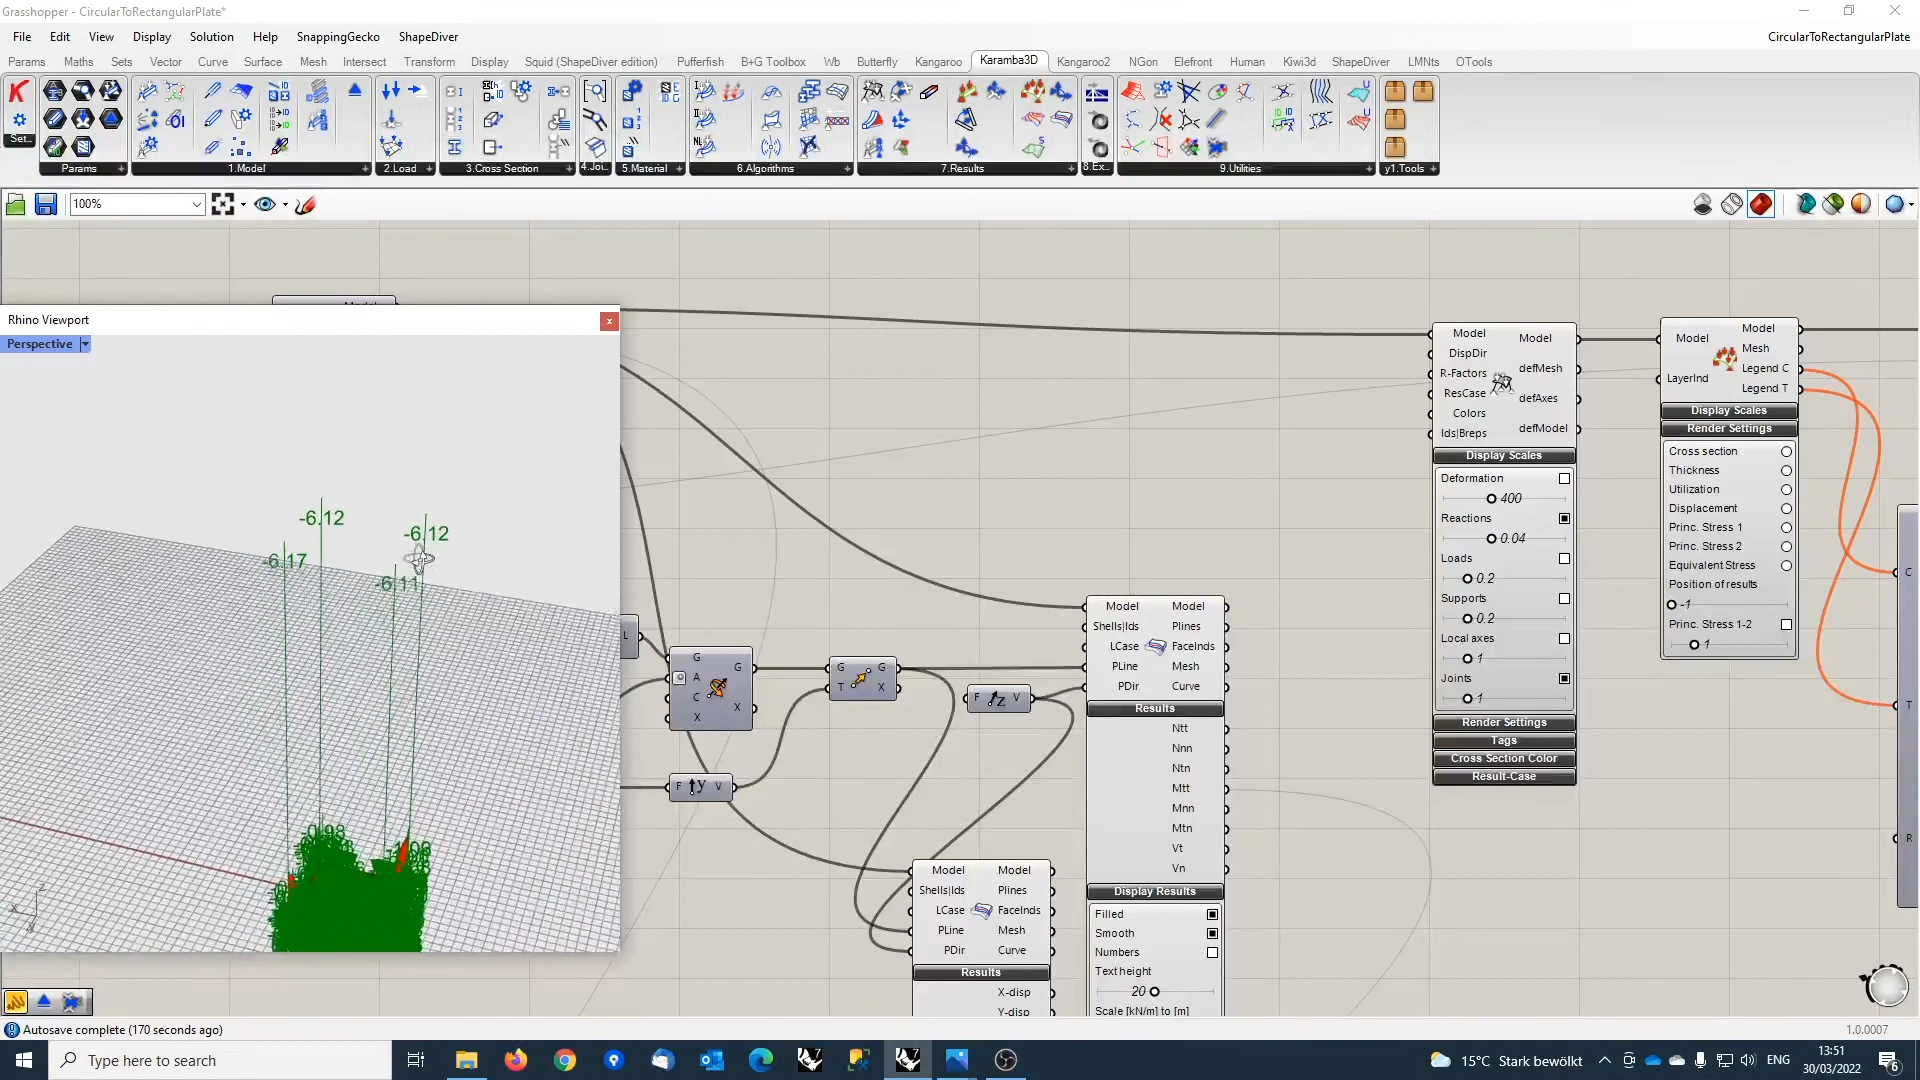 Grasshopper - CircularToRectangularPlate*
File Edit View Display Solution Help SnappingGecko ShapeDiver CircularToRectangularPlate
Params Maths Sets Vector Curve Surface Mesh Intersect Transform Display Squid (ShapeDiver edition) Pufferfish B+G Toolbox Wb Butterfly Kangaroo Karamba3D Kangaroo2 NGon Elefront Human Kiwi3d ShapeDiver LMNts OTools
Set...
Params + 1.Model + 2.Load + 3.Cross Section + 4.Joi... 5.Material + 6.Algorithms + 7.Results + 8.Ex... 9.Utilities + y1.Tools +
100%
Rhino Viewport x
Perspective
-6.12
-6.12
-6.17
-6.11
z
x
y
L
G
A
C
X
G
X
G
T
G
X
F y V
F z V
Model Model
Shells|Ids Plines
LCase FaceInds
PLine Mesh
PDir Curve
Results
Ntt
Nnn
Ntn
Mtt
Mnn
Mtn
Vt
Vn
Display Results
Filled
Smooth
Numbers
Text height
20
Scale [kN/m] to [m]
Model Model
Shells|Ids Plines
LCase FaceInds
PLine Mesh
PDir Curve
Results
X-disp
Y-disp
Model
DispDir
R-Factors
ResCase
Colors
Ids|Breps
Model
defMesh
defAxes
defModel
Display Scales
Deformation
400
Reactions
0.04
Loads
0.2
Supports
0.2
Local axes
1
Joints
1
Render Settings
Tags
Cross Section Color
Result-Case
Model
LayerInd
Model
Mesh
Legend C
Legend T
Display Scales
Render Settings
Cross section
Thickness
Utilization
Displacement
Princ. Stress 1
Princ. Stress 2
Equivalent Stress
Position of results
-1
Princ. Stress 1-2
1
C
T
R
Autosave complete (170 seconds ago)
1.0.0007
Type here to search
15°C Stark bewölkt
ENG
13:51
30/03/2022
6